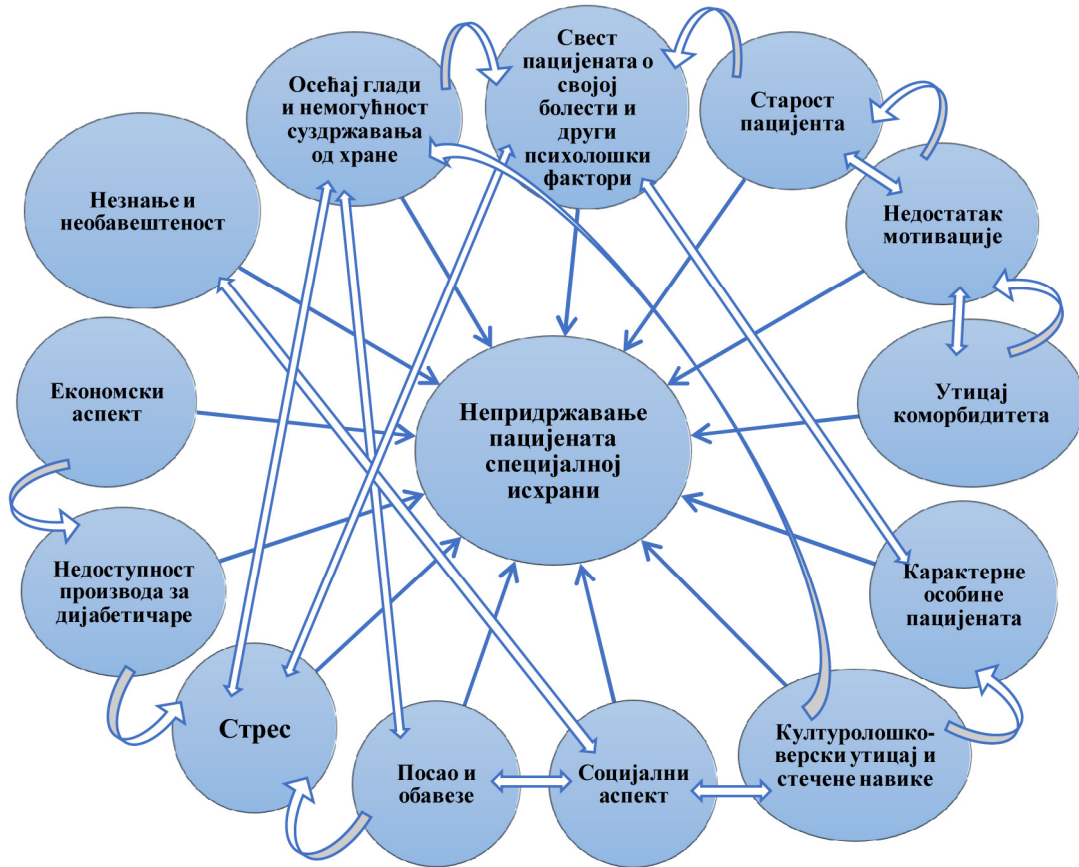 Свест
пацијената о
својој
болести и
други
психолошки
фактори
Осећај глади
и немогућност
суздржавања
од хране
Старост
пацијента
Незнање и
необавештеност
Недостатак
мотивације
Економски
аспект
Непридржавање
пацијената
специјалној
исхрани
Утицај
коморбидитета
Недоступност
производа за
дијабетичаре
Карактерне
особине
пацијената
Стрес
Посао и
обавезе
Социјални
аспект
Културолошко-
верски утицај и
стечене навике